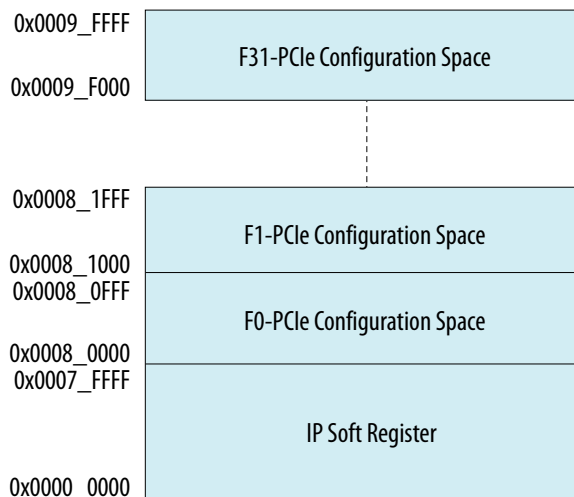 0x0009_FFFF
F31-PCIe Configuration Space
0x0009_F000
0x0008_1FFF
F1-PCIe Configuration Space
0x0008_1000
0x0008_0FFF
F0-PCIe Configuration Space
0x0008_0000
0x0007_FFFF
IP Soft Register
0x0000_0000